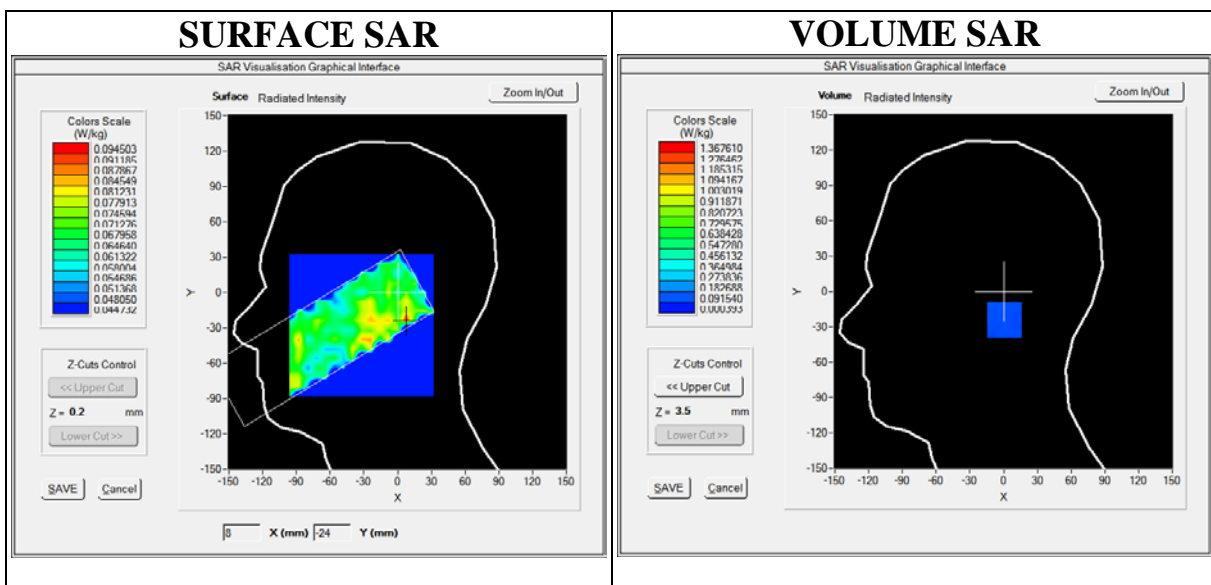 SURFACE SAR
SAR Visualisation Graphical Interface
Surface Radiated Intensity
Zoom In/Out
Colors Scale
(W/kg)
0.094503
0.091185
0.087867
0.084549
0.081231
0.077913
0.074594
0.071276
0.067958
0.064640
0.061322
0.058004
0.054686
0.051368
0.048050
0.044732
Z-Cuts Control
<< Upper Cut
Z = 0.2 mm
Lower Cut >>
SAVE Cancel
150
120
90
60
30
0
-30
-60
-90
-120
-150
Y
-150 -120 -90 -60 -30 0 30 60 90 120 150
X
8 X (mm) -24 Y (mm)
VOLUME SAR
SAR Visualisation Graphical Interface
Volume Radiated Intensity
Zoom In/Out
Colors Scale
(W/kg)
1.367610
1.276462
1.185315
1.094167
1.003019
0.911871
0.820723
0.729575
0.638428
0.547280
0.456132
0.364984
0.273836
0.182688
0.091540
0.000393
Z-Cuts Control
<< Upper Cut
Z = 3.5 mm
Lower Cut >>
SAVE Cancel
150
120
90
60
30
0
-30
-60
-90
-120
-150
Y
-150 -120 -90 -60 -30 0 30 60 90 120 150
X